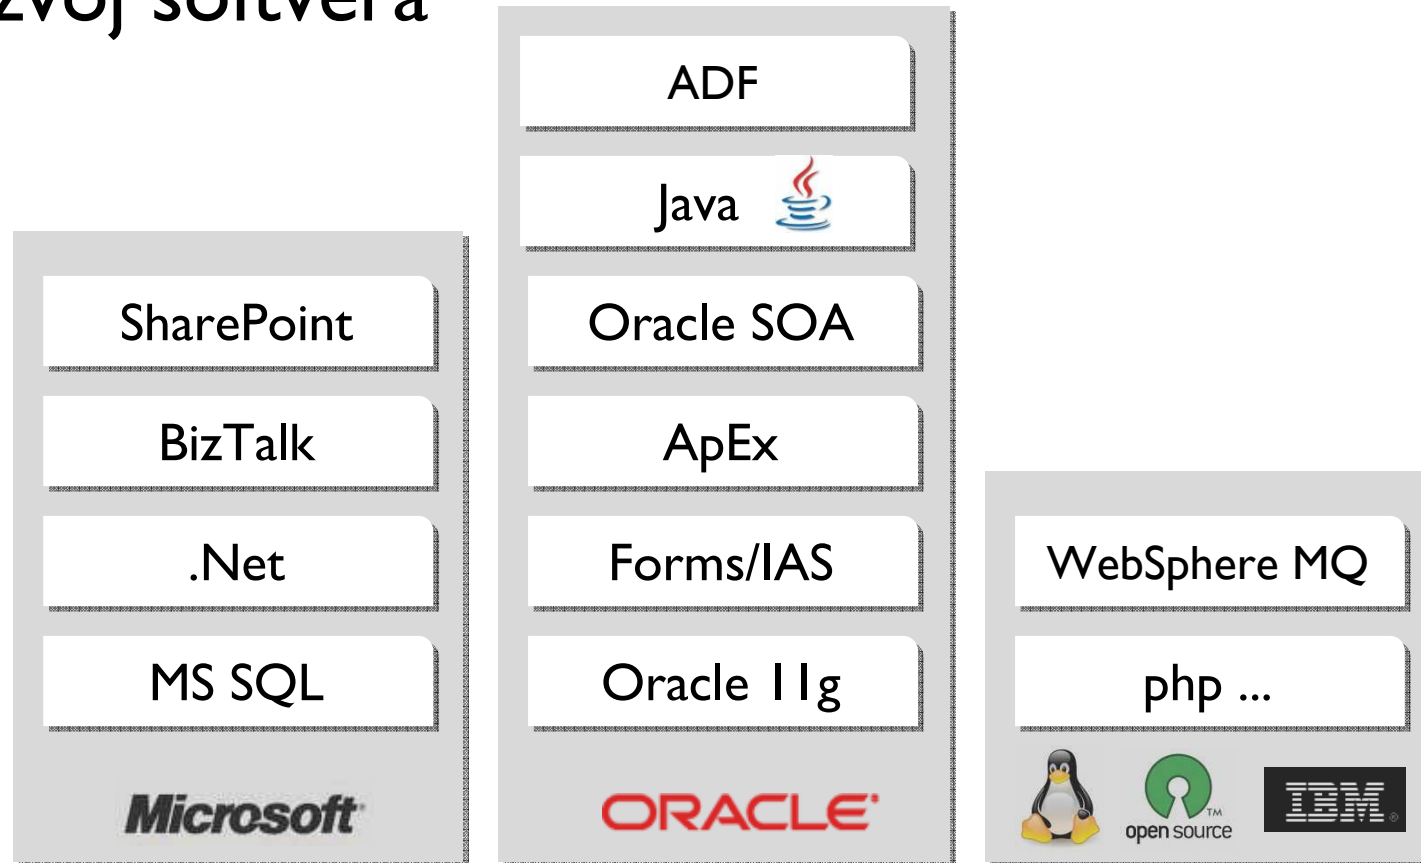 zvoj softvera
SharePoint
BizTalk
.Net
MS SQL
Microsoft
ADF
Java
Oracle SOA
ApEx
Forms/IAS
Oracle 11g
ORACLE
WebSphere MQ
php ...
open source
TM
IBM